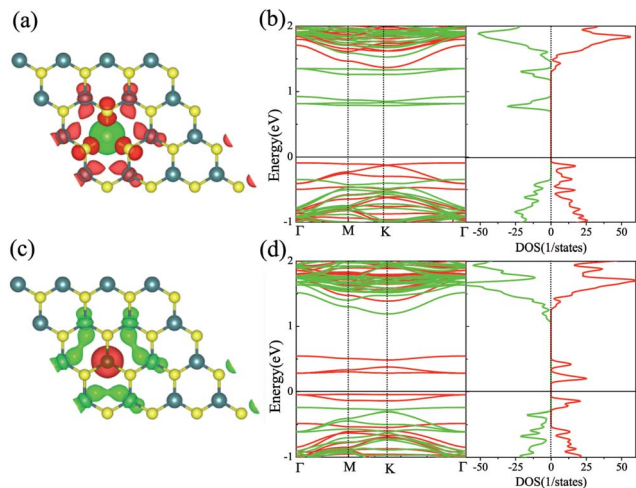 (a)
(b)
2
1
0
-1
Energy(eV)
Γ
M
K
Γ
-50
-25
0
25
50
DOS(1/states)
(c)
(d)
2
1
0
-1
Energy(eV)
Γ
M
K
Γ
-50
-25
0
25
50
DOS(1/states)